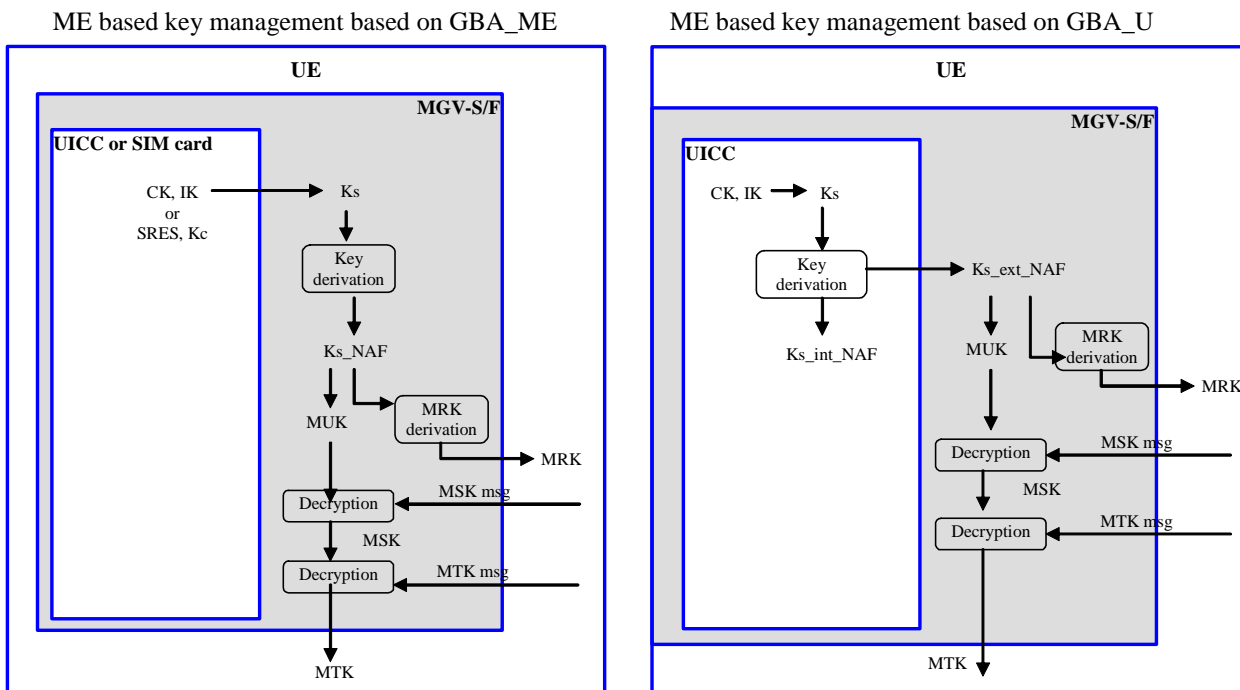 ME based key management based on GBA_ME
UE
MGV-S/F
UICC or SIM card
CK, IK
or
SRES, Kc
Ks
Key
derivation
Ks_NAF
MUK
MRK
derivation
MRK
Decryption
MSK msg
MSK
Decryption
MTK msg
MTK
ME based key management based on GBA_U
UE
MGV-S/F
UICC
CK, IK
Ks
Key
derivation
Ks_ext_NAF
Ks_int_NAF
MUK
MRK
derivation
MRK
Decryption
MSK msg
MSK
Decryption
MTK msg
MTK